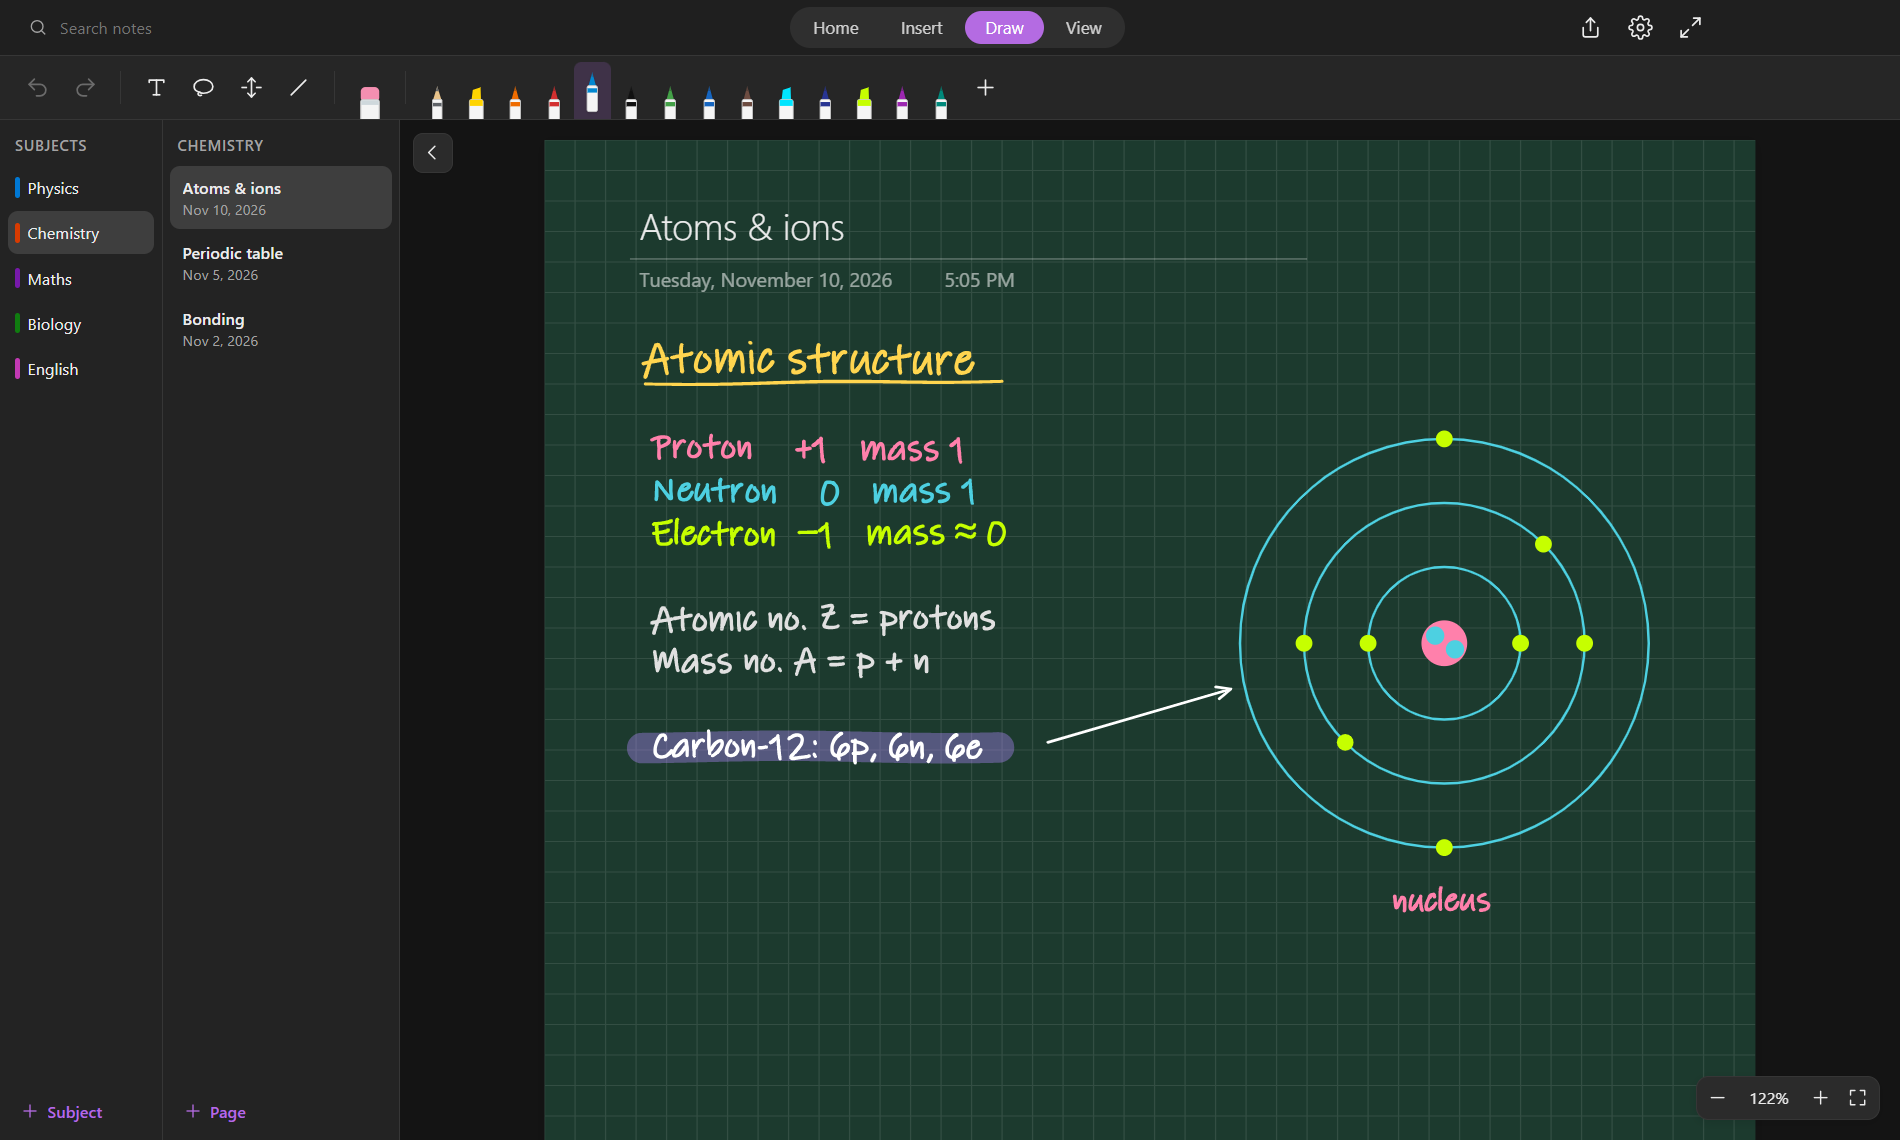 Search notes
Home Insert Draw View
SUBJECTS
Physics
Chemistry
Maths
Biology
English
+ Subject
CHEMISTRY
Atoms & ions
Nov 10, 2026
Periodic table
Nov 5, 2026
Bonding
Nov 2, 2026
+ Page
Atoms & ions
Tuesday, November 10, 2026 5:05 PM
Atomic structure
Proton +1 mass 1
Neutron 0 mass 1
Electron −1 mass ≈ 0
Atomic no. Z = protons
Mass no. A = p + n
Carbon-12: 6p, 6n, 6e
nucleus
122%